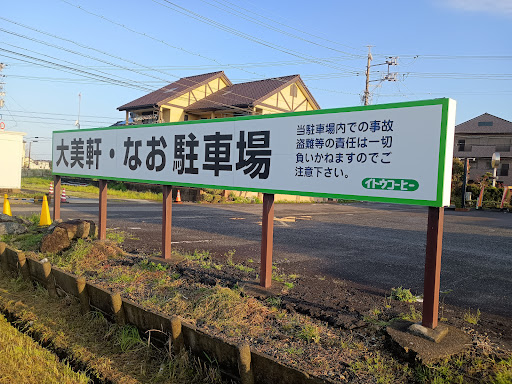 大美軒・なお駐車場
当駐車場内での事故
盗難等の責任は一切
負いかねますのでご
注意下さい。
イトウコーヒー